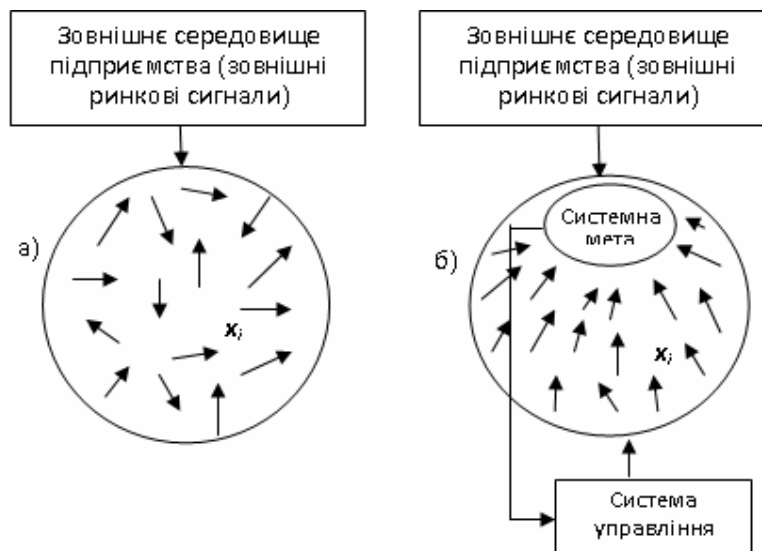 Зовнішнє середовище
підприємства (зовнішні
ринкові сигнали)
а)
xi
Зовнішнє середовище
підприємства (зовнішні
ринкові сигнали)
Системна
мета
б)
xi
Система
управління